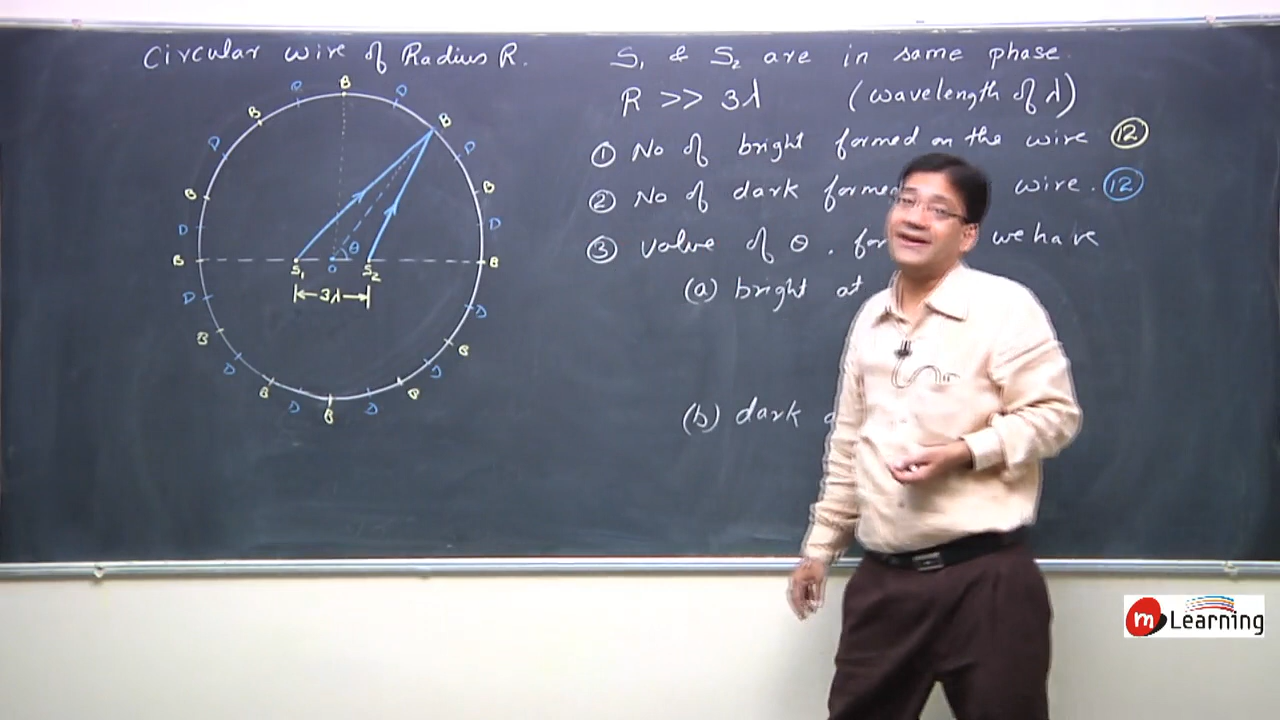 Circular wire of Radius R.
S1 & S2 are in same phase.
R >> 3λ (wavelength of λ)
① No of bright formed on the wire ⑫
② No of dark formed wire. ⑫
③ Value of θ. for we have
(a) bright at
(b) dark
B
D D
B B
D D
B B
D D
B S1 O θ S2 B
3λ
D D
B B
D D
B B
D D
B
m Learning